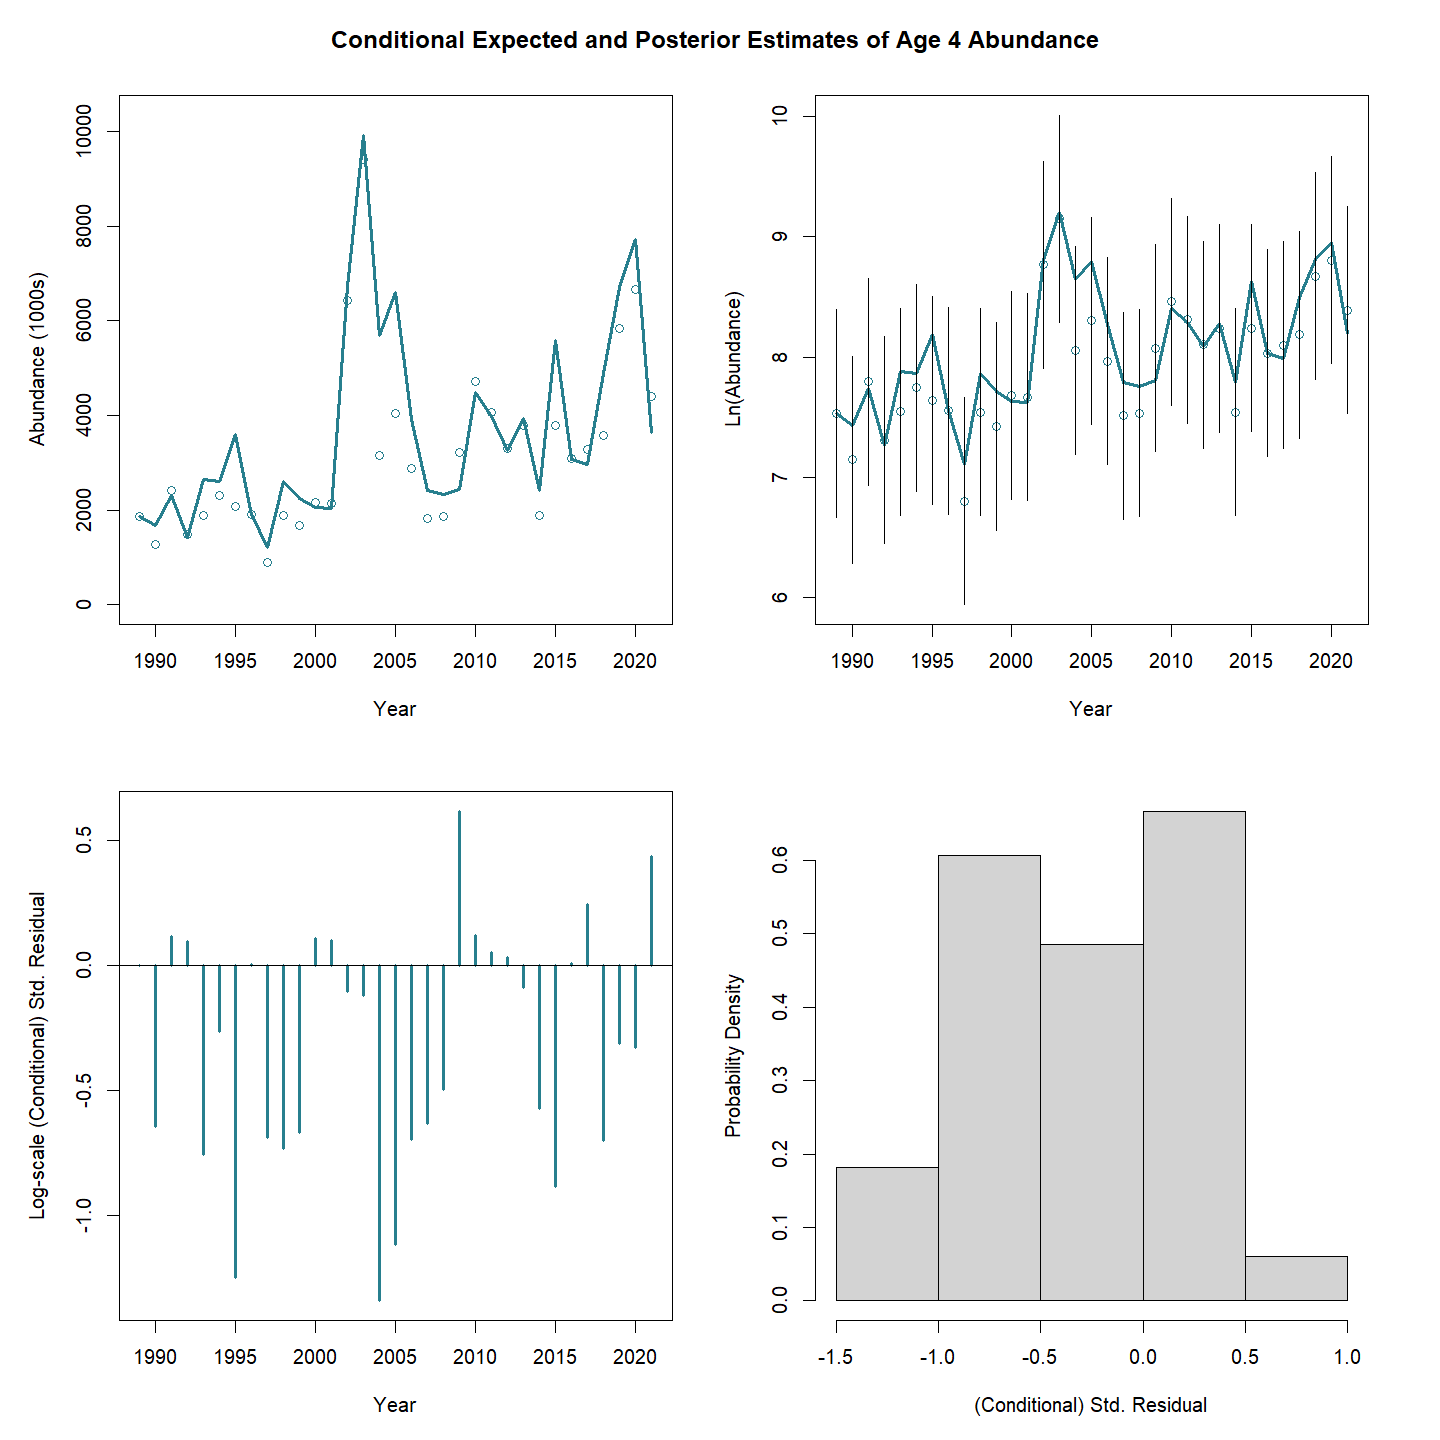 Conditional Expected and Posterior Estimates of Age 4 Abundance
Abundance (1000s)
10000
8000
6000
4000
2000
0
1990 1995 2000 2005 2010 2015 2020
Year
Ln(Abundance)
10
9
8
7
6
1990 1995 2000 2005 2010 2015 2020
Year
Log-scale (Conditional) Std. Residual
0.5
0.0
-0.5
-1.0
1990 1995 2000 2005 2010 2015 2020
Year
Probability Density
0.6
0.5
0.4
0.3
0.2
0.1
0.0
-1.5 -1.0 -0.5 0.0 0.5 1.0
(Conditional) Std. Residual